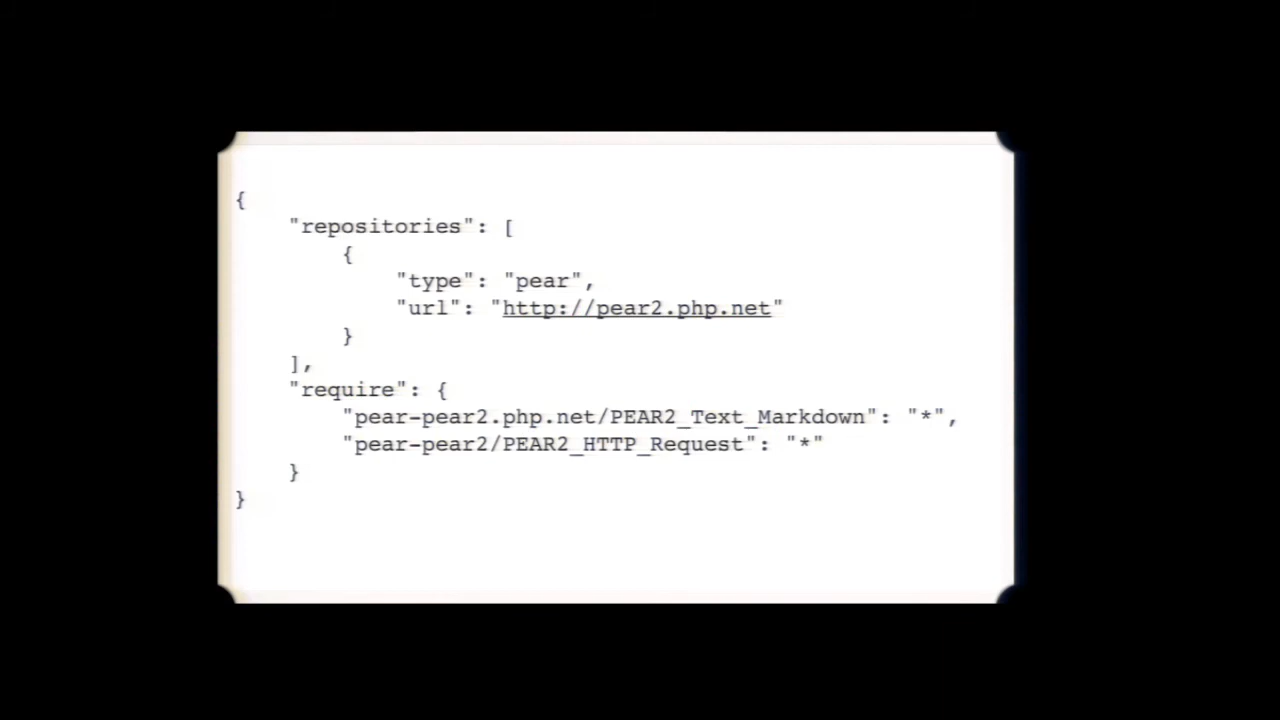 {
    "repositories": [
        {
            "type": "pear",
            "url": "http://pear2.php.net"
        }
    ],
    "require": {
        "pear-pear2.php.net/PEAR2_Text_Markdown": "*",
        "pear-pear2/PEAR2_HTTP_Request": "*"
    }
}